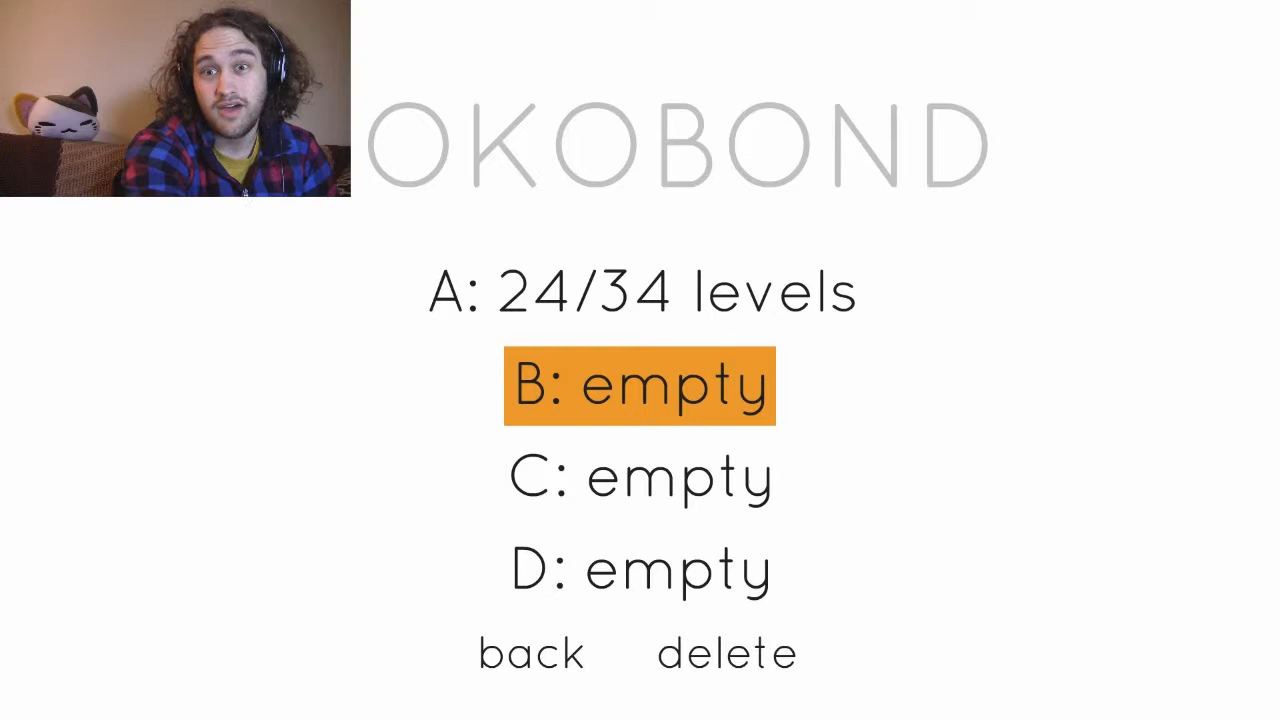 OKOBOND
A: 24/34 levels
B: empty
C: empty
D: empty
back delete